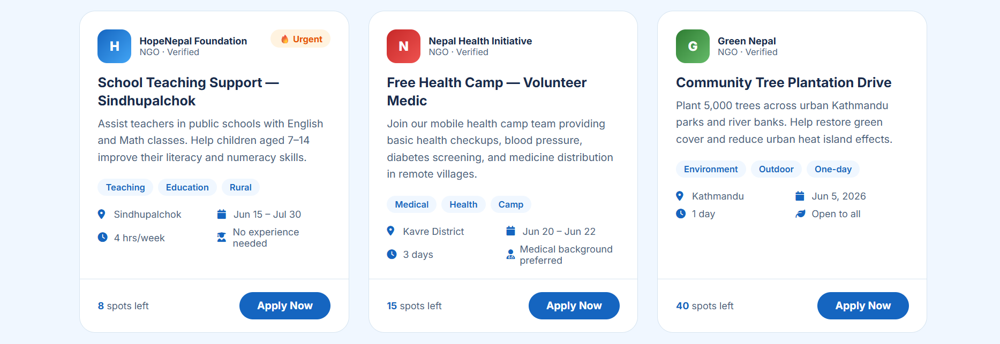 H
HopeNepal Foundation
NGO · Verified
🔥 Urgent
School Teaching Support —
Sindhupalchok
Assist teachers in public schools with English
and Math classes. Help children aged 7–14
improve their literacy and numeracy skills.
Teaching Education Rural
Sindhupalchok
Jun 15 – Jul 30
4 hrs/week
No experience
needed
8 spots left
Apply Now
N
Nepal Health Initiative
NGO · Verified
Free Health Camp — Volunteer
Medic
Join our mobile health camp team providing
basic health checkups, blood pressure,
diabetes screening, and medicine distribution
in remote villages.
Medical Health Camp
Kavre District
Jun 20 – Jun 22
3 days
Medical background
preferred
15 spots left
Apply Now
G
Green Nepal
NGO · Verified
Community Tree Plantation Drive
Plant 5,000 trees across urban Kathmandu
parks and river banks. Help restore green
cover and reduce urban heat island effects.
Environment Outdoor One-day
Kathmandu
Jun 5, 2026
1 day
Open to all
40 spots left
Apply Now